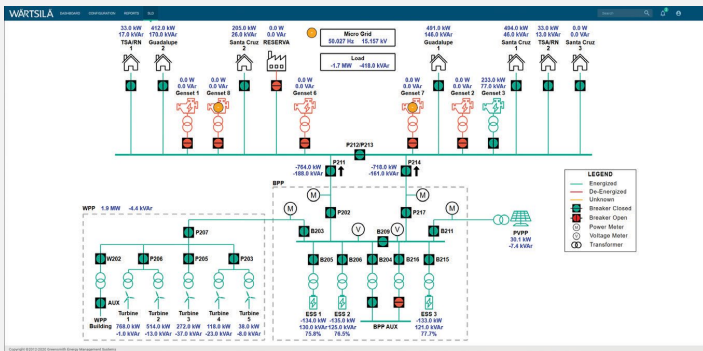 WÄRTSILÄ DASHBOARD CONFIGURATION REPORTS SLD Search
33.0 kW 412.0 kW 205.0 kW 0.0 W Micro Grid 401.0 kW 494.0 kW 33.0 kW 0.0 W
17.0 kVAr 170.0 kVAr 26.0 kVAr 0.0 VAr 50.027 Hz 15.157 kV 146.0 kVAr 46.0 kVAr 13.0 kVAr 0.0 VAr
TSA/RN Guadalupe Santa Cruz RESERVA Guadalupe Santa Cruz TSA/RN Santa Cruz
1 2 2 1 1 2 3
Load
-1.7 MW -418.0 kVAr
0.0 W 0.0 W 0.0 W 0.0 W 0.0 W 233.0 kW
0.0 VAr 0.0 VAr 0.0 VAr 0.0 VAr 0.0 VAr 77.0 kVAr
Genset 1 Genset 8 Genset 6 Genset 7 Genset 2 Genset 3
P212/P213
-764.0 kW P211 -718.0 kW P214
-188.0 kVAr -161.0 kVAr
BPP
M M
WPP 1.9 MW -4.4 kVAr
M P202 P217 M
P207 B203 V B209 V B211
PVPP
30.1 kW
-7.4 kVAr
W202 P206 P205 P203 B205 B206 B204 B216 B215
AUX
WPP
Building
Turbine Turbine Turbine Turbine Turbine
1 2 3 4 5
768.0 kW 514.0 kW 272.0 kW 118.0 kW 38.0 kW
-1.0 kVAr -13.0 kVAr -37.0 kVAr -23.0 kVAr -8.0 kVAr
ESS 1 ESS 2 BPP AUX ESS 3
-134.0 kW -135.0 kW -133.0 kW
130.0 kVAr 125.0 kVAr 121.0 kVAr
75.8% 76.5% 77.7%
LEGEND
Energized
De-Energized
Unknown
Breaker Closed
Breaker Open
M Power Meter
V Voltage Meter
Transformer